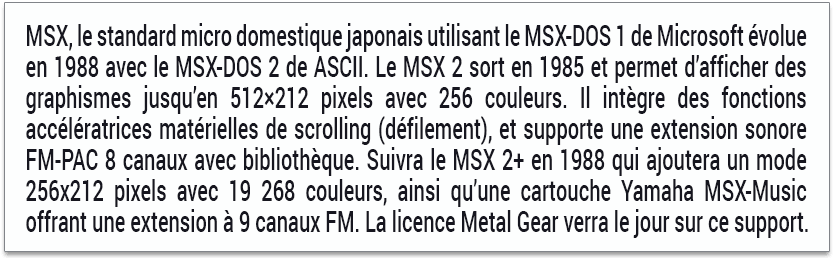 MSX, le standard micro domestique japonais utilisant le MSX-DOS 1 de Microsoft évolue
en 1988 avec le MSX-DOS 2 de ASCII. Le MSX 2 sort en 1985 et permet d’afficher des
graphismes jusqu’en 512×212 pixels avec 256 couleurs. Il intègre des fonctions
accélératrices matérielles de scrolling (défilement), et supporte une extension sonore
FM-PAC 8 canaux avec bibliothèque. Suivra le MSX 2+ en 1988 qui ajoutera un mode
256x212 pixels avec 19 268 couleurs, ainsi qu’une cartouche Yamaha MSX-Music
offrant une extension à 9 canaux FM. La licence Metal Gear verra le jour sur ce support.